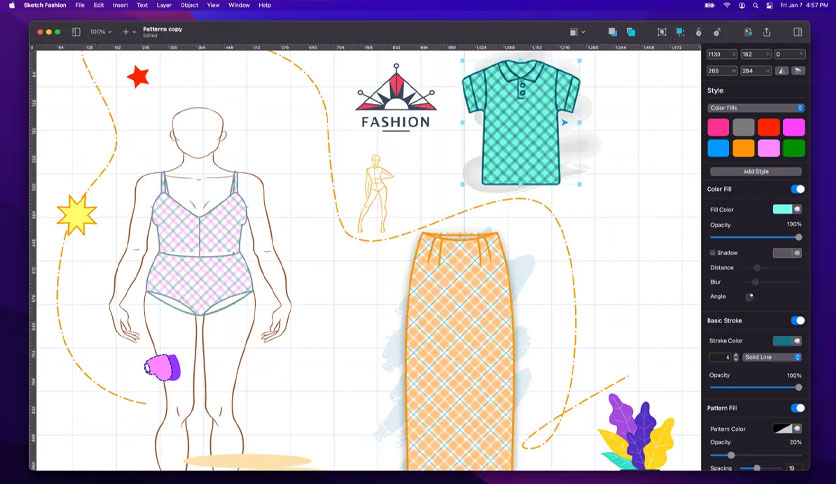 Sketch Fashion File Edit Insert Text Layer Object View Window Help Fri Jan 7 4:57 PM
Patterns copy
Edited
100%
1130 182 0
269 284
Style
Color Fills
Add Style
Color Fill
Fill Color
Opacity 100%
Shadow
Distance
Blur
Angle
Basic Stroke
Stroke Color
4 Solid Line
Opacity 100%
Pattern Fill
Pattern Color
Opacity 20%
Spacing 19
FASHION